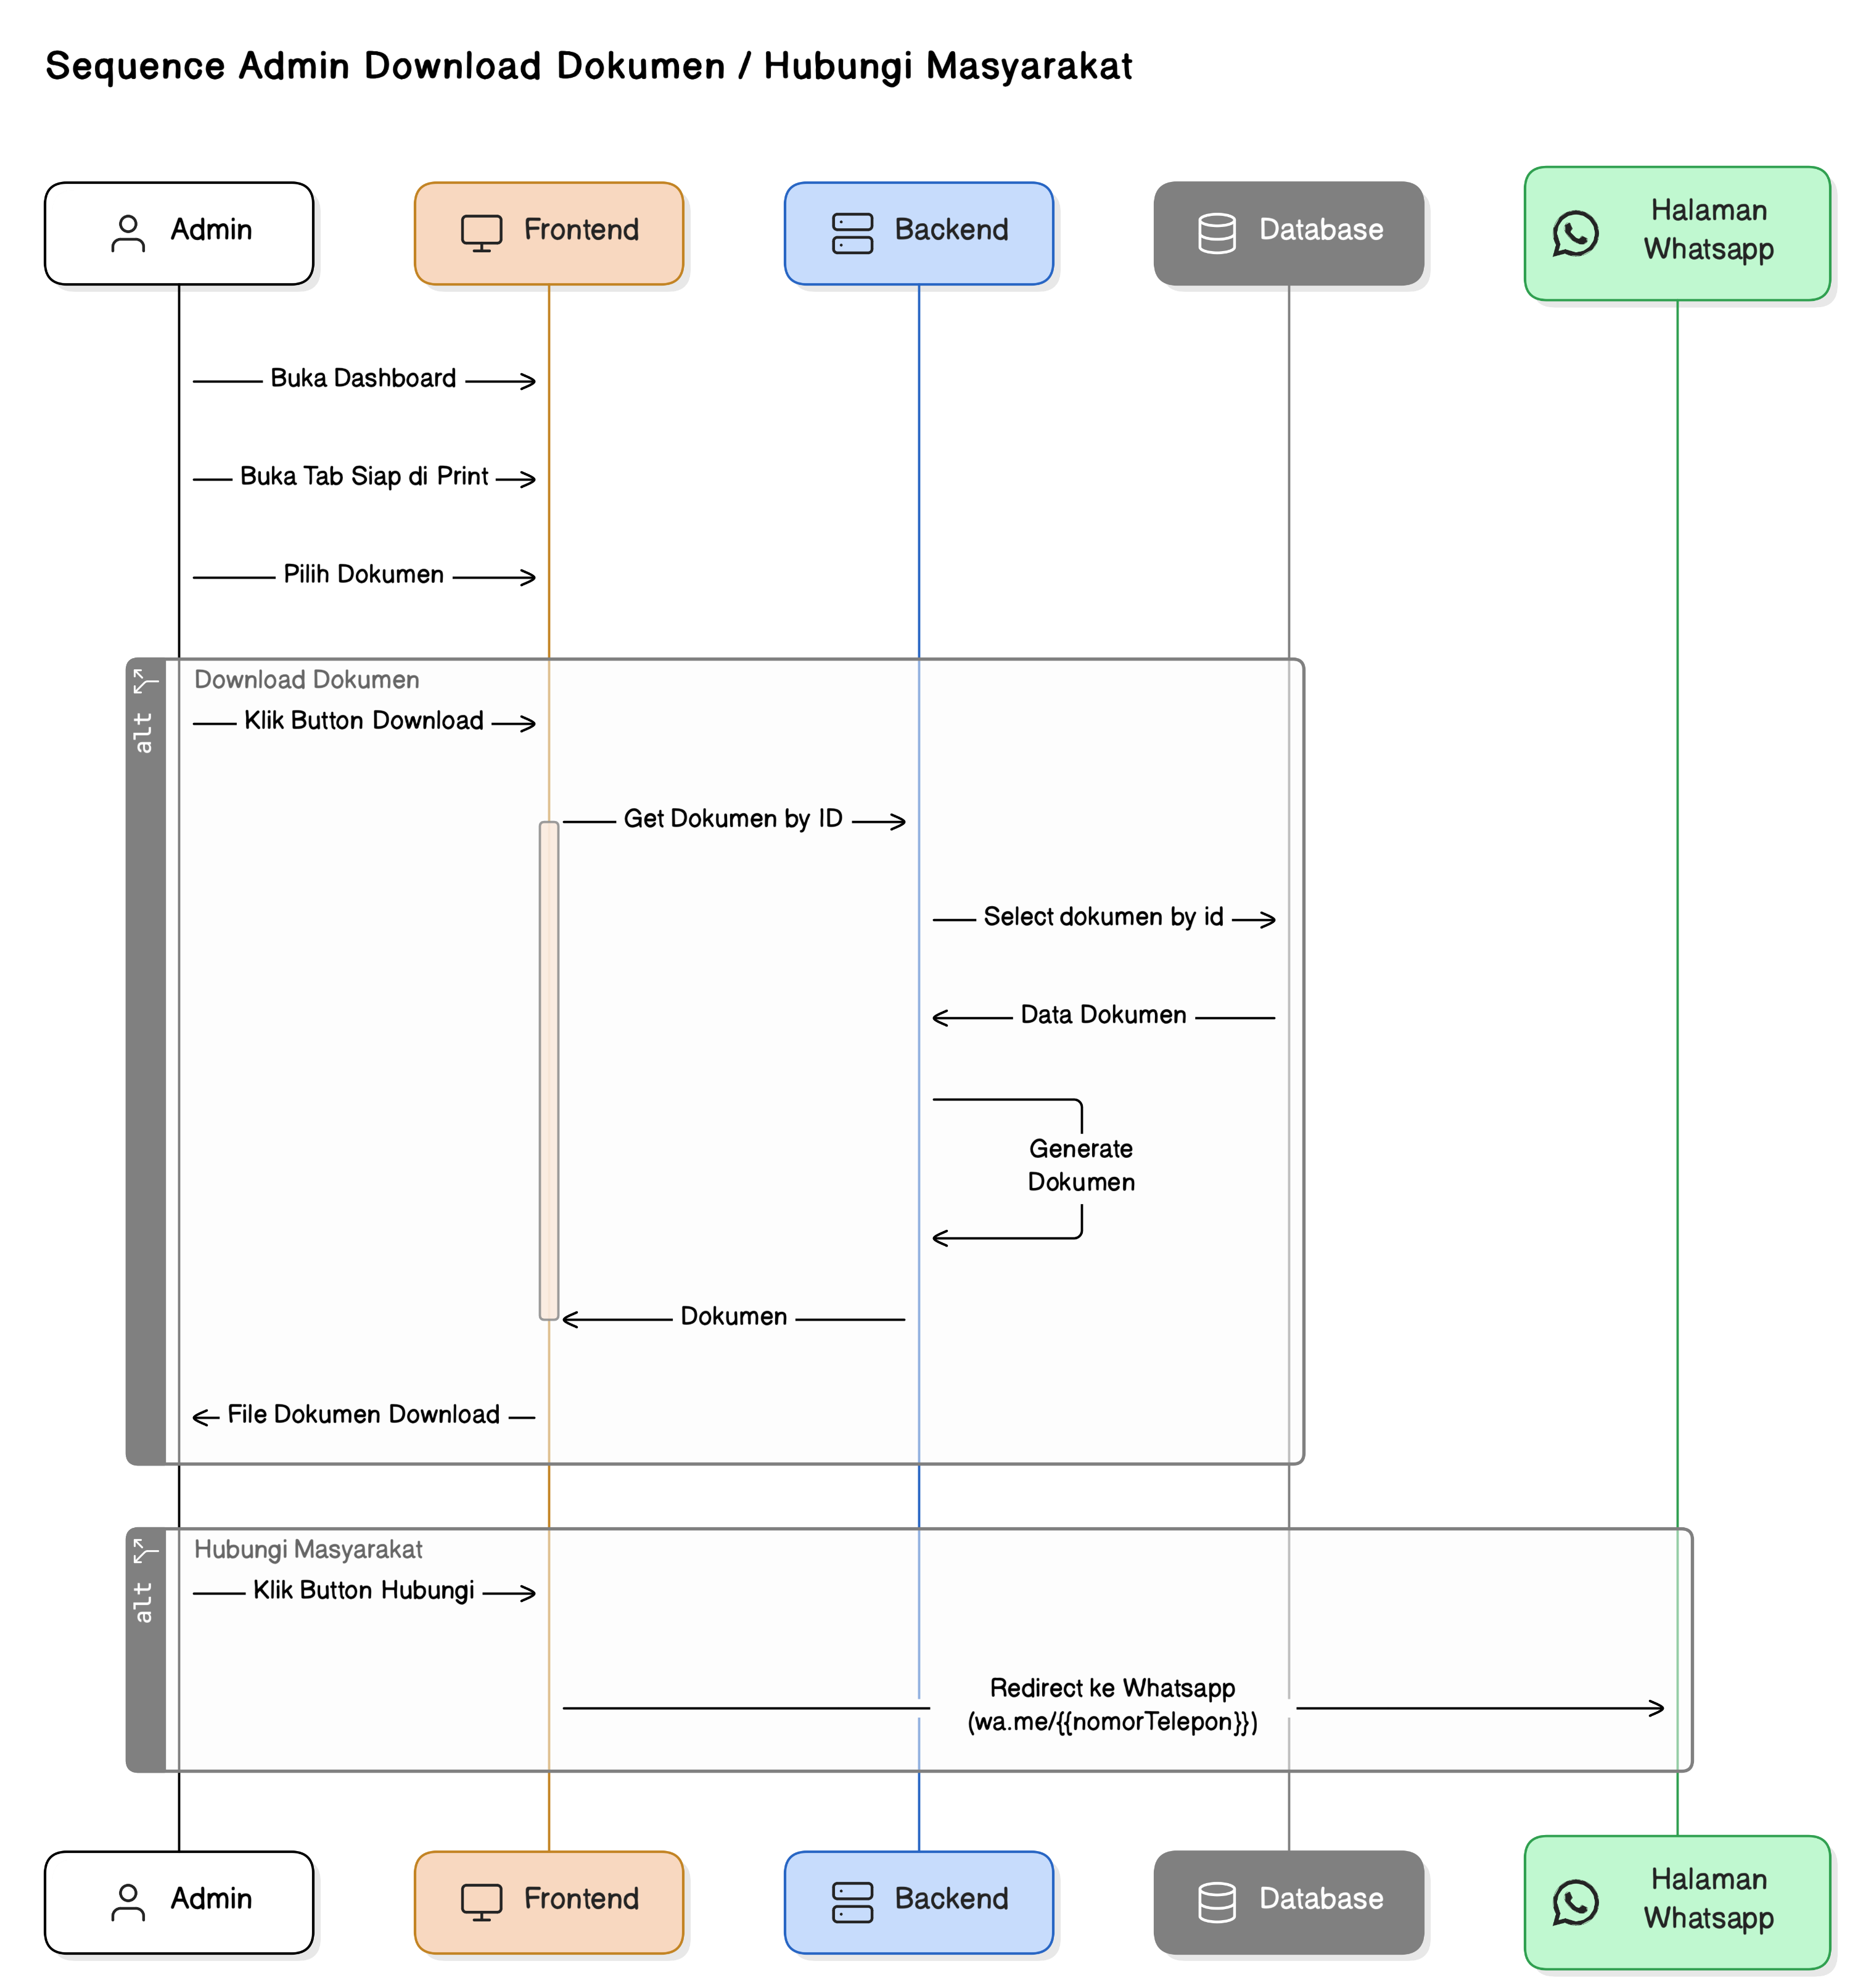 Sequence Admin Download Dokumen / Hubungi Masyarakat
Admin
Frontend
Backend
Database
Halaman
Whatsapp
Buka Dashboard
Buka Tab Siap di Print
Pilih Dokumen
alt
Download Dokumen
Klik Button Download
Get Dokumen by ID
Select dokumen by id
Data Dokumen
Generate
Dokumen
Dokumen
File Dokumen Download
alt
Hubungi Masyarakat
Klik Button Hubungi
Redirect ke Whatsapp
(wa.me/{{nomorTelepon}})
Admin
Frontend
Backend
Database
Halaman
Whatsapp